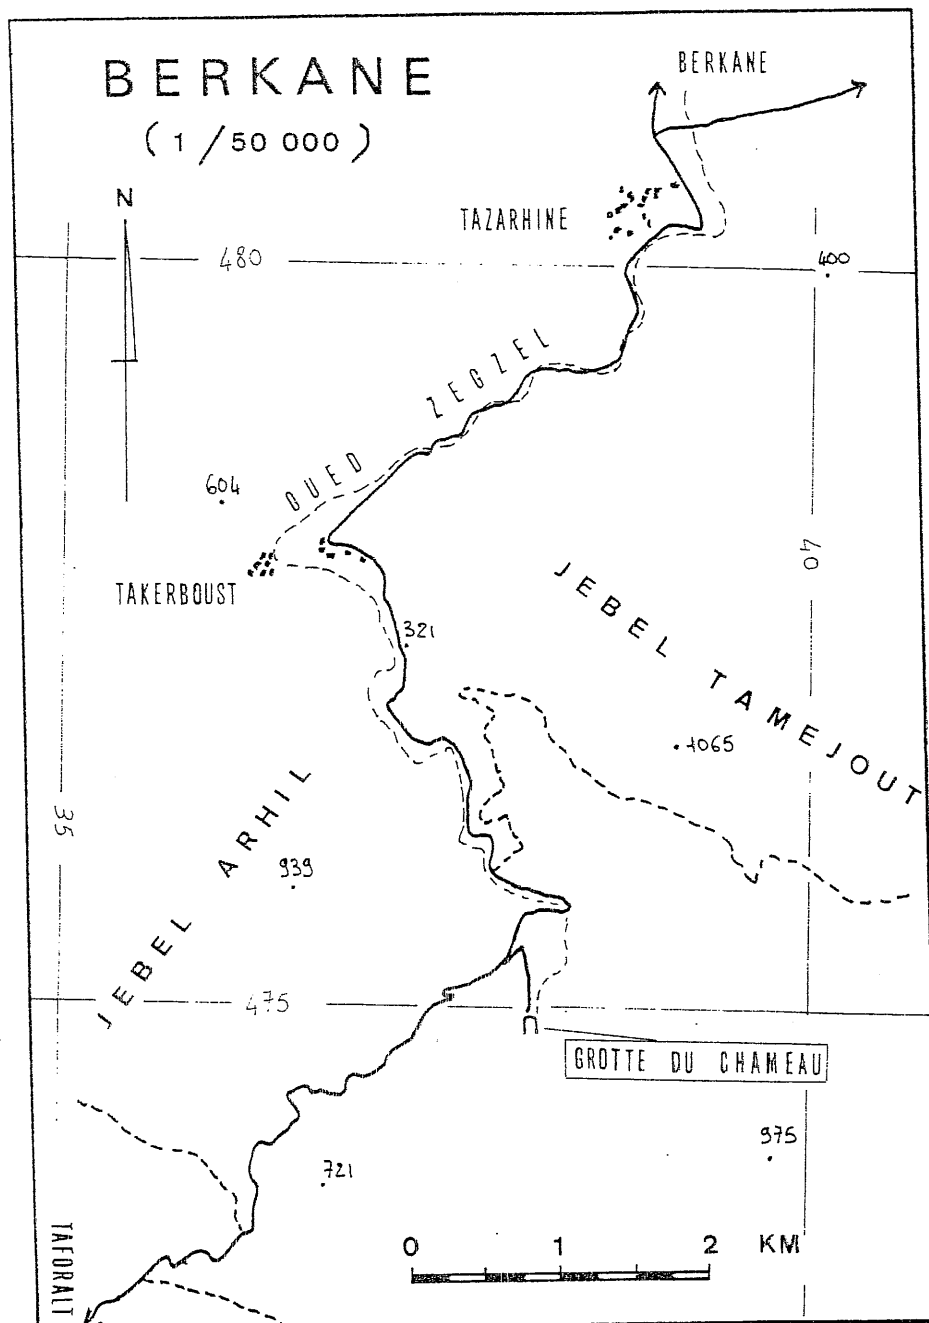 BERKANE
(1/50 000)
BERKANE
N
TAZARHINE
480
400
OUED ZEGZEL
604
40
TAKERBOUST
321
JEBEL TAMEJOUT
1065
35
JEBEL ARHIL
939
475
GROTTE DU CHAMEAU
975
721
TAFORALT
0 1 2 KM